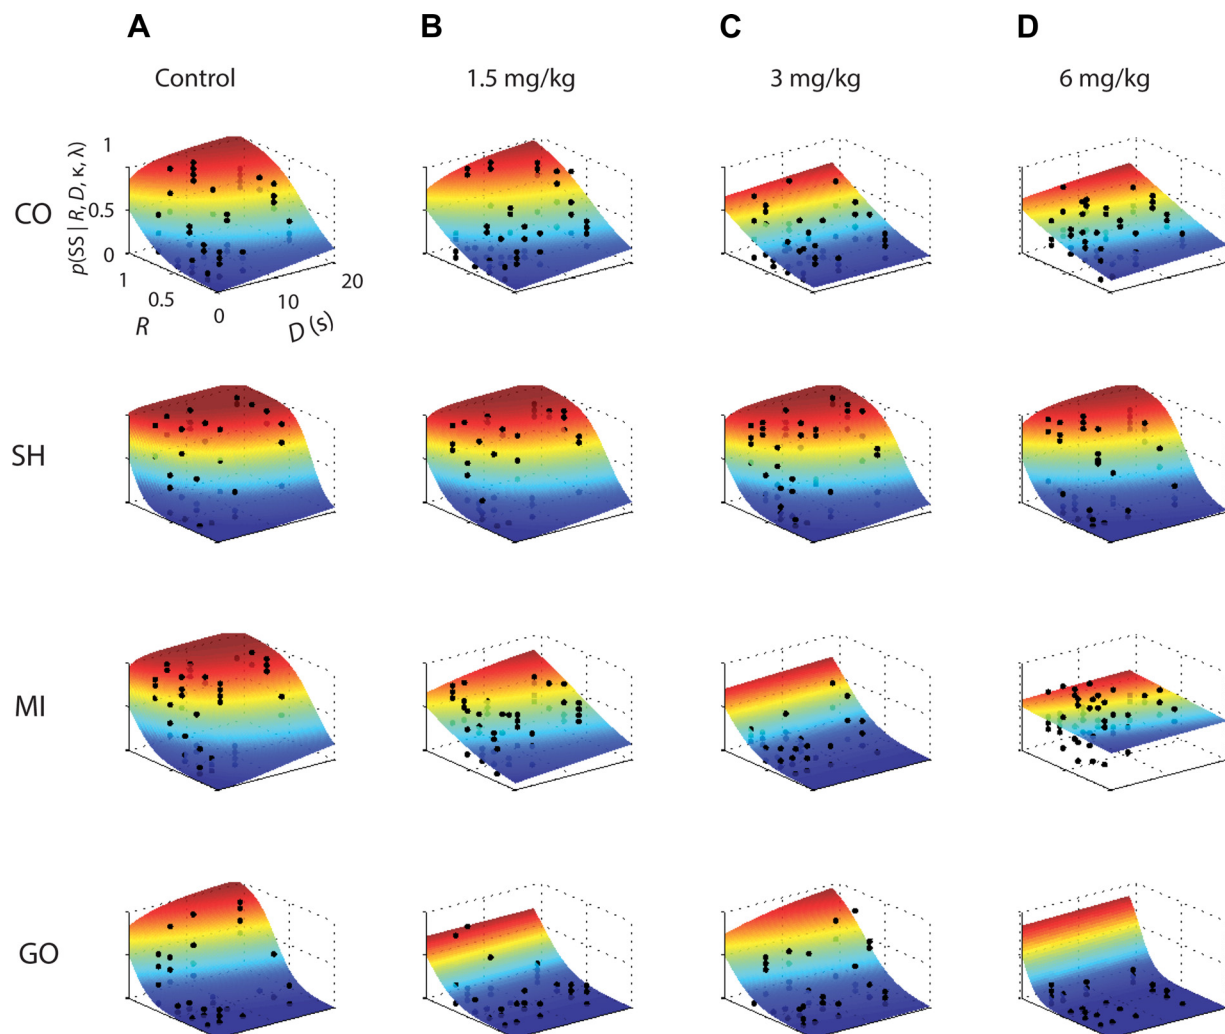 A B C D
Control 1.5 mg/kg 3 mg/kg 6 mg/kg
CO
p(SS | R, D, κ, λ)
1
0.5
0
1
0.5
0
R
10
20
D (s)
SH
MI
GO